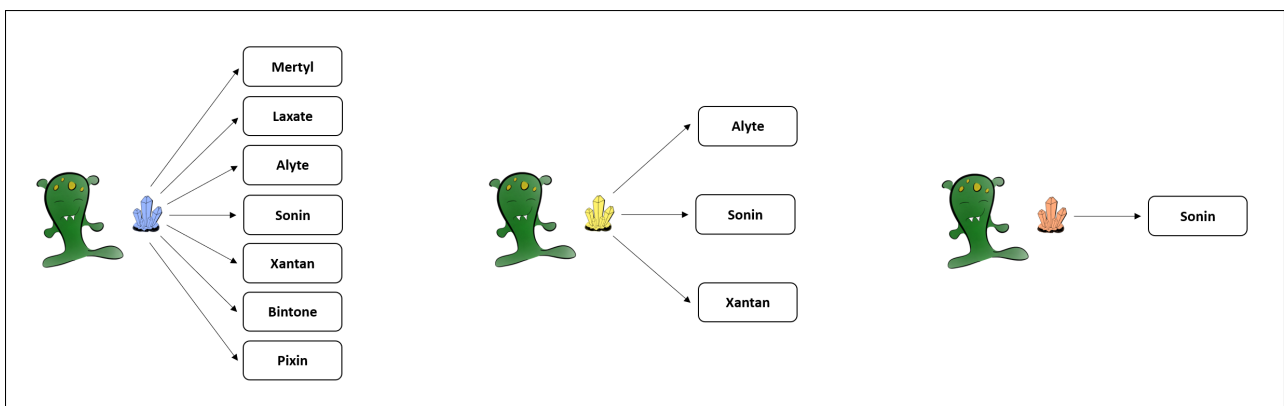 Mertyl
Laxate
Alyte
Sonin
Xantan
Bintone
Pixin
Alyte
Sonin
Xantan
Sonin